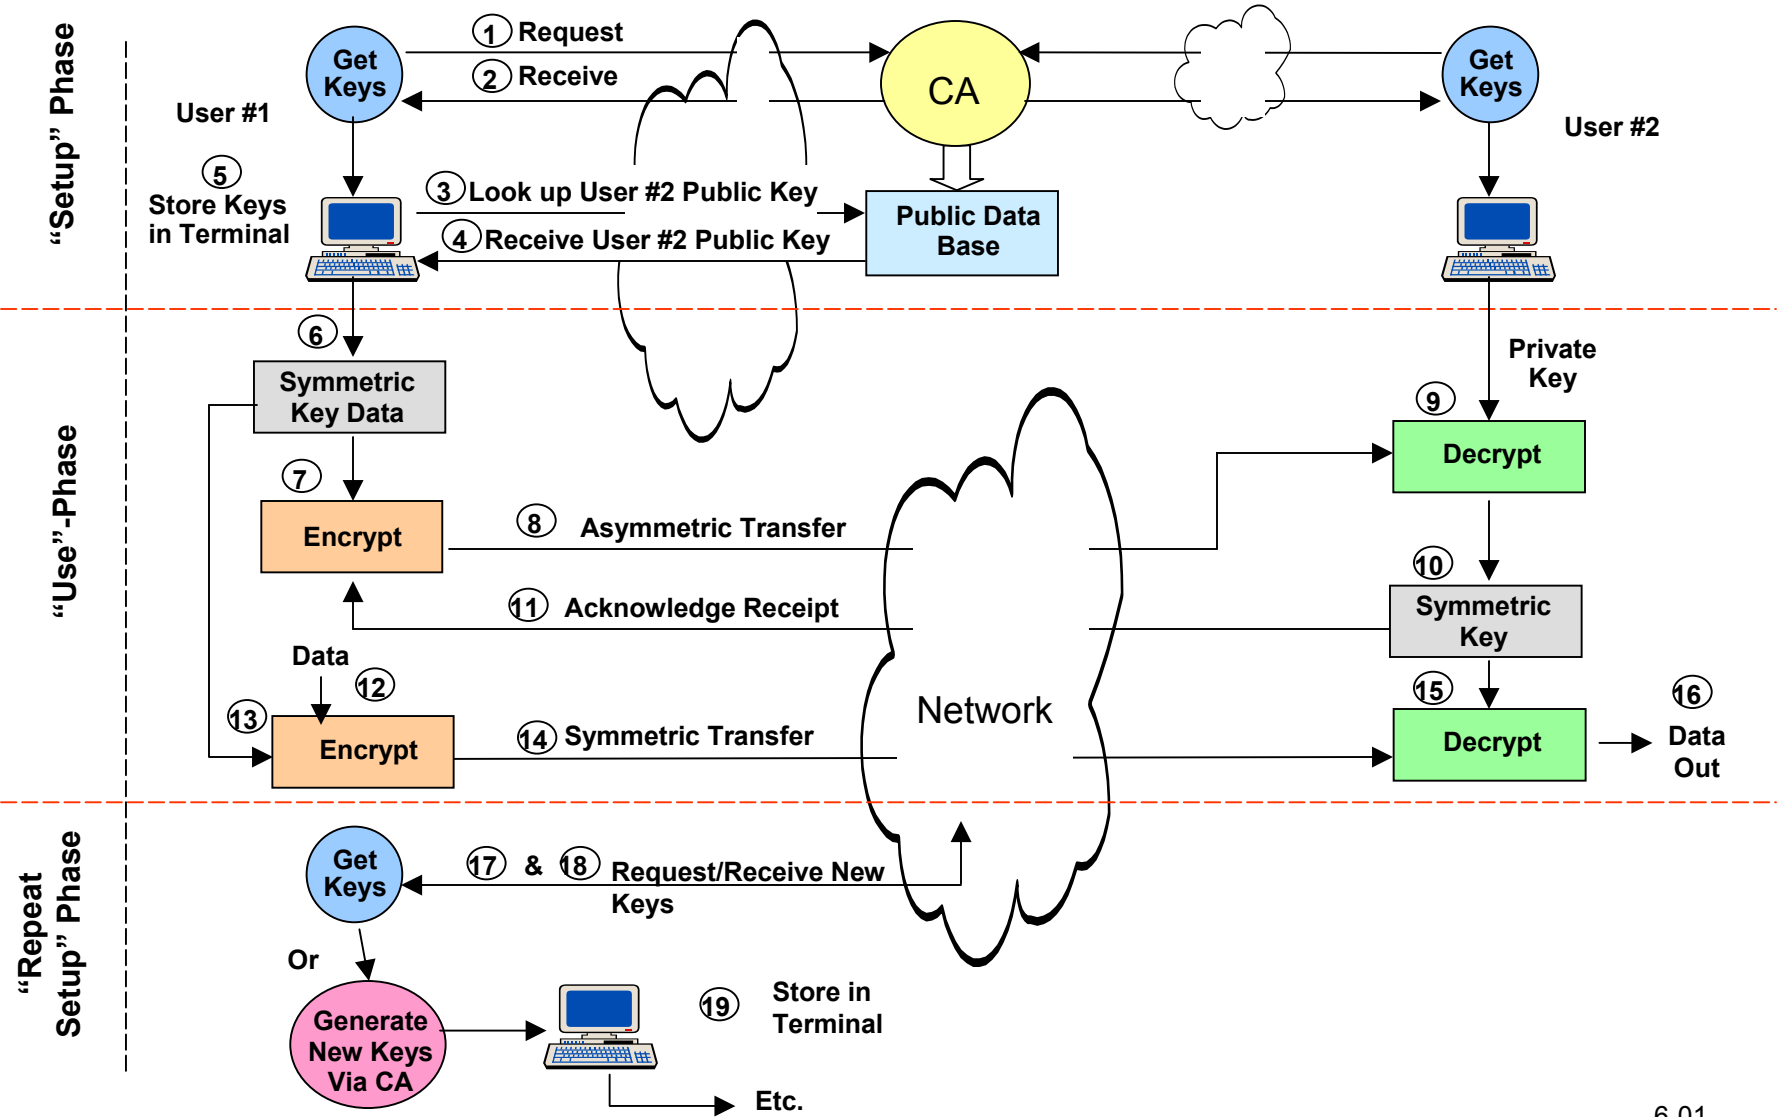 “Setup” Phase
Get
Keys
1 Request
2 Receive
CA
Get
Keys
User #1
User #2
5
Store Keys
in Terminal
3 Look up User #2 Public Key
4 Receive User #2 Public Key
Public Data
Base
“Use”-Phase
6
Symmetric
Key Data
Private
Key
9
Decrypt
7
Encrypt
8 Asymmetric Transfer
10
Symmetric
Key
11 Acknowledge Receipt
Data
12
13
Encrypt
14 Symmetric Transfer
Network
15
Decrypt
16
Data
Out
“Repeat
Setup” Phase
Get
Keys
17 & 18 Request/Receive New
Keys
Or
Generate
New Keys
Via CA
19
Store in
Terminal
Etc.
6-01